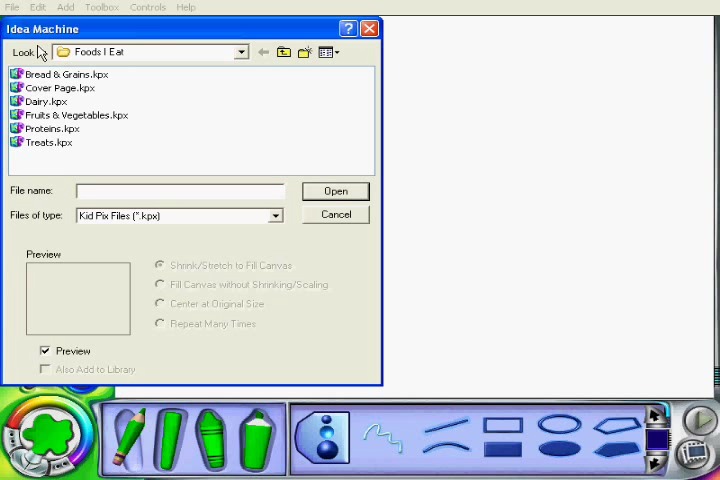 File Edit Add Toolbox Controls Help
Idea Machine
Look Foods I Eat
Bread & Grains.kpx
Cover Page.kpx
Dairy.kpx
Fruits & Vegetables.kpx
Proteins.kpx
Treats.kpx
File name: Open
Files of type: Kid Pix Files (*.kpx) Cancel
Preview
Shrink/Stretch to Fill Canvas
Fill Canvas without Shrinking/Scaling
Center at Original Size
Repeat Many Times
Preview
Also Add to Library